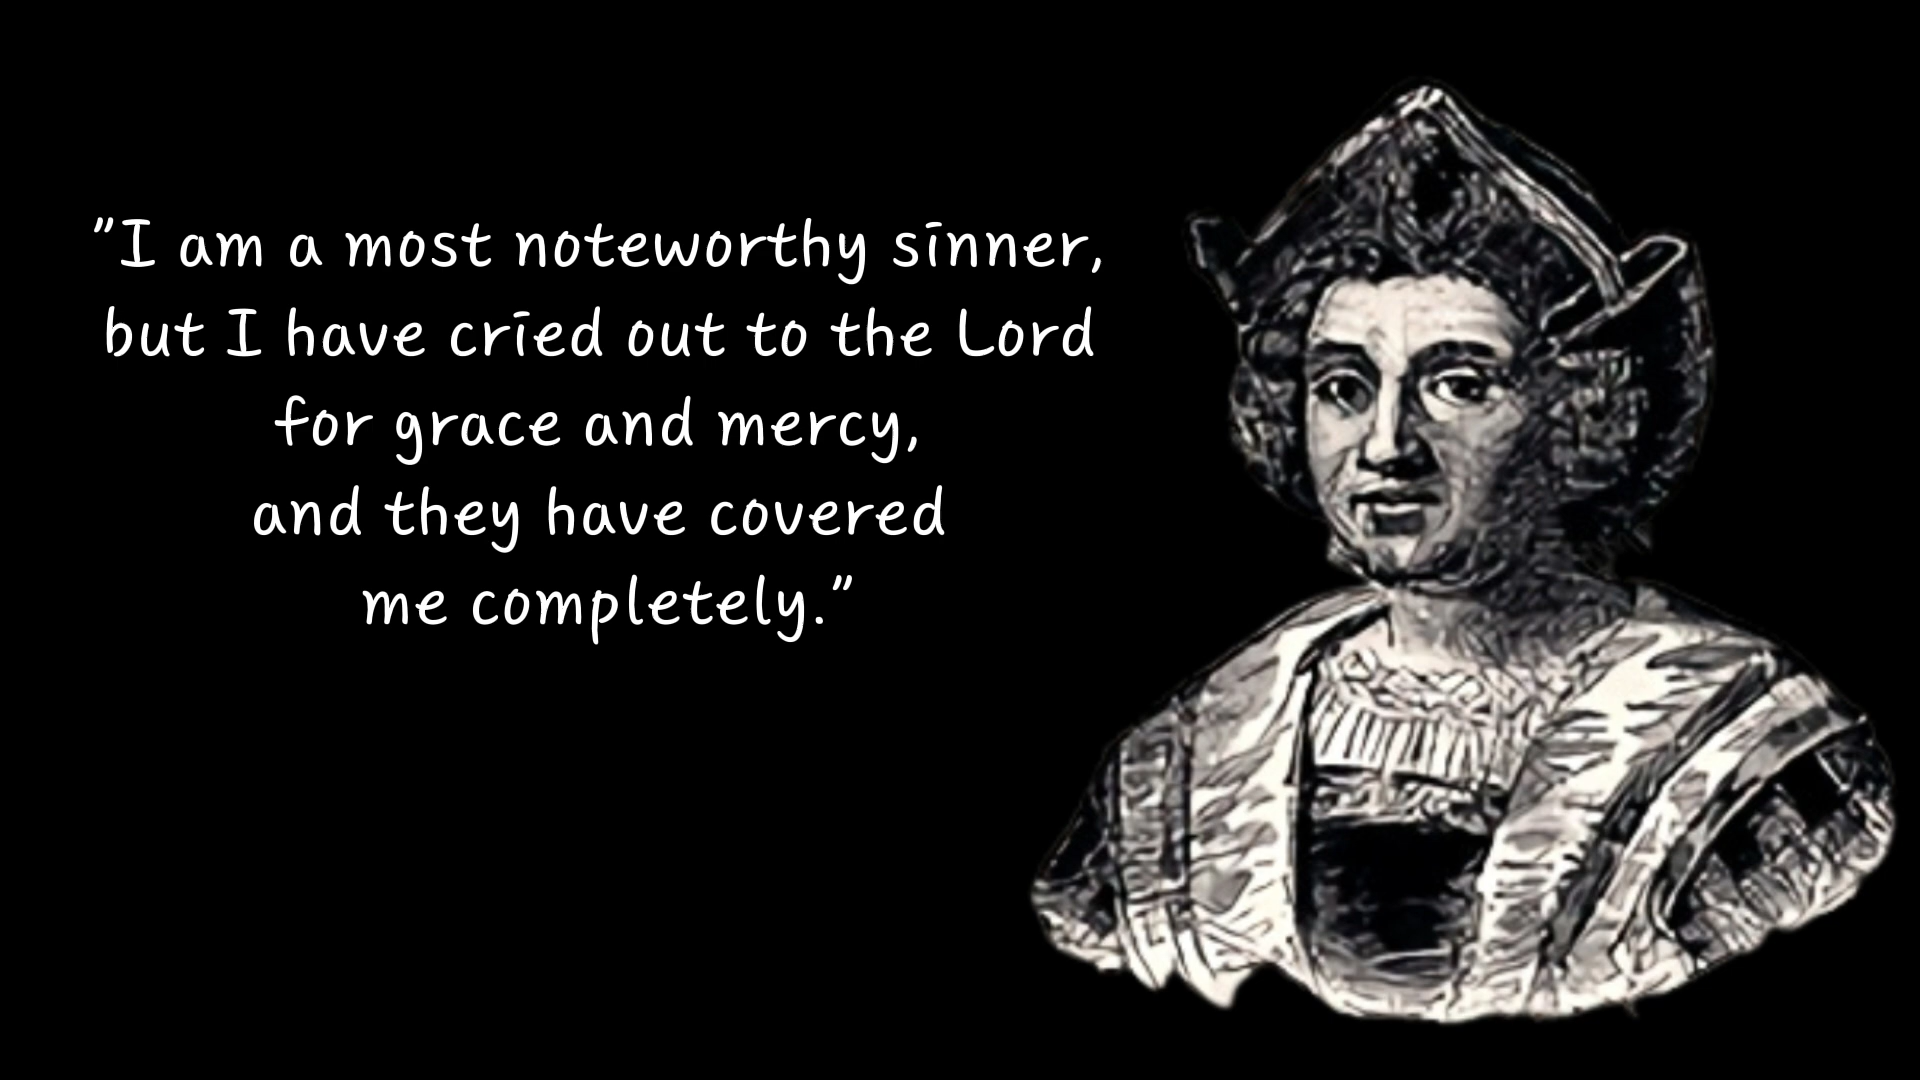 "I am a most noteworthy sinner,
but I have cried out to the Lord
for grace and mercy,
and they have covered
me completely."